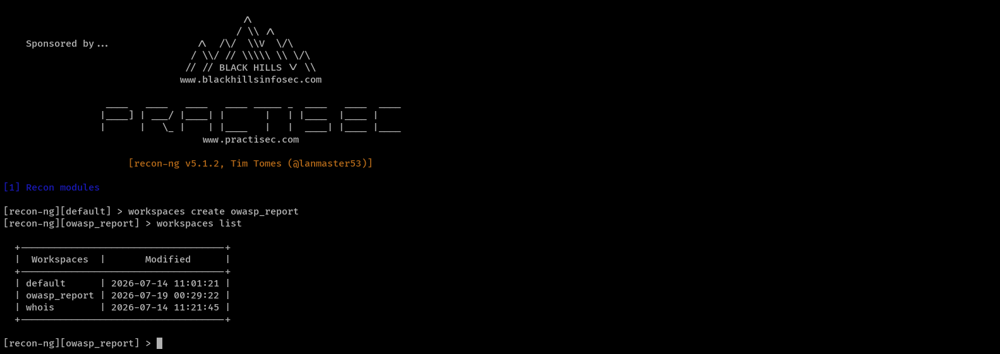 /\
/ \\ /\
Sponsored by... /\ /\/ \\V \/\
/ \\/ // \\\\\ \\ \/\
// // BLACK HILLS \/ \\
www.blackhillsinfosec.com
____ ____ ____ ____ _____ _ ____ ____ ____
|____] | ___/ |____| | | | |____ |____ |
| | \_ | | |____ | | ____| |____ |____
www.practisec.com
[recon-ng v5.1.2, Tim Tomes (@lanmaster53)]
[1] Recon modules
[recon-ng][default] > workspaces create owasp_report
[recon-ng][owasp_report] > workspaces list
+------------------------------------+
| Workspaces | Modified |
+------------------------------------+
| default | 2026-07-14 11:01:21 |
| owasp_report | 2026-07-19 00:29:22 |
| whois | 2026-07-14 11:21:45 |
+------------------------------------+
[recon-ng][owasp_report] >